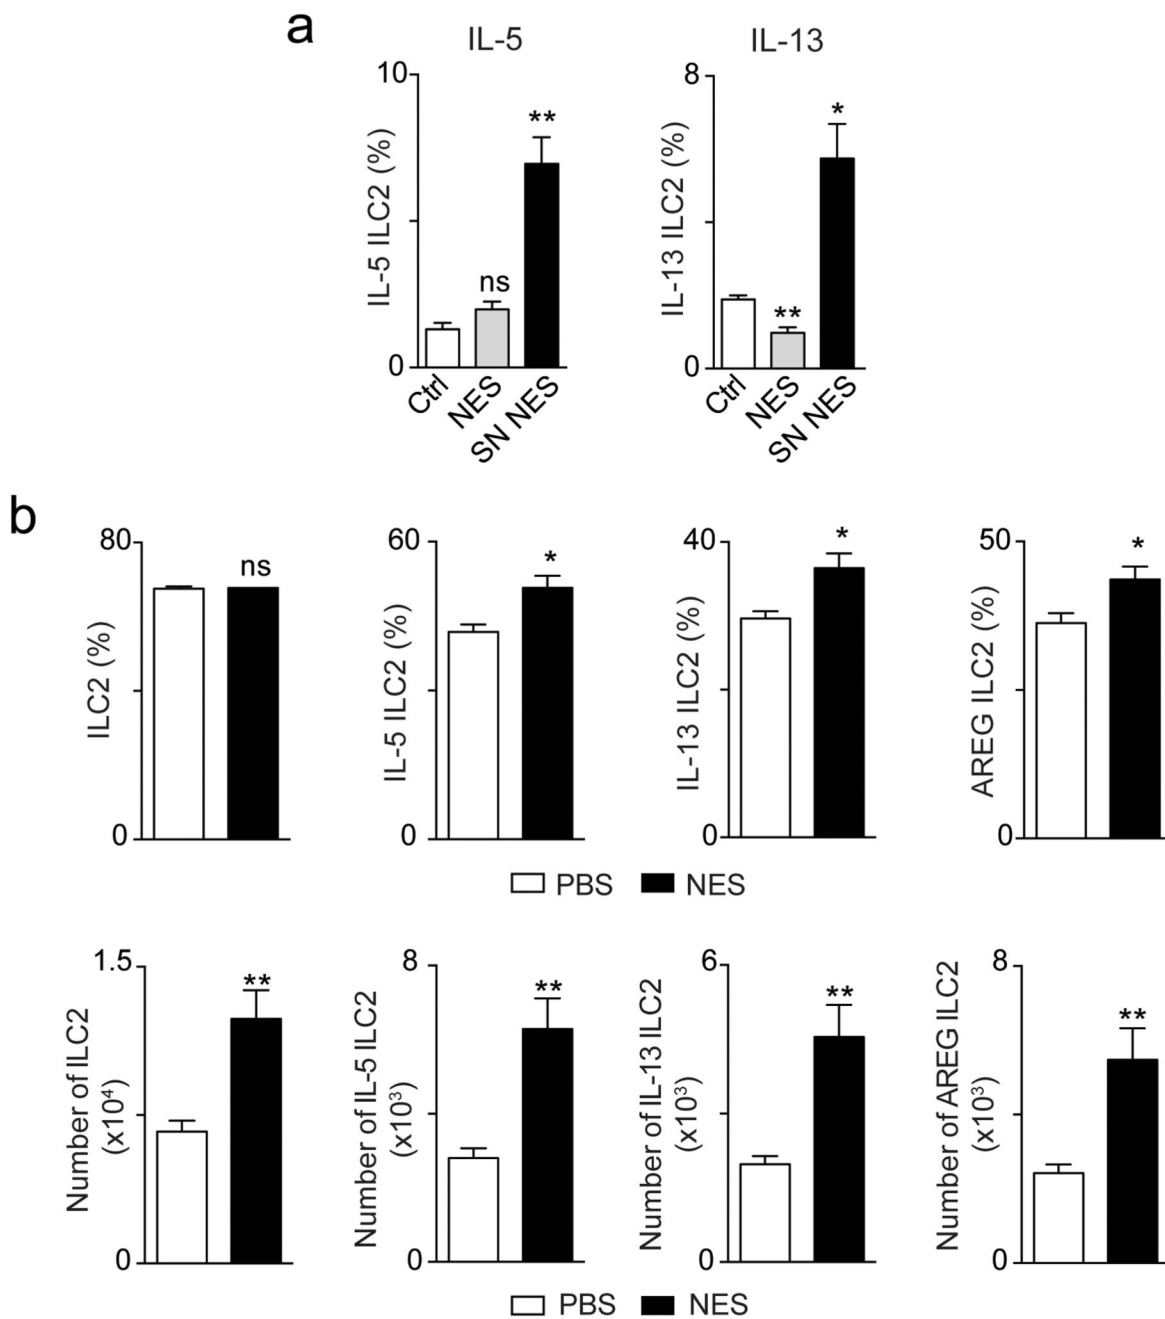 a
IL-5
IL-13
IL-5 ILC2 (%)
10
0
ns
**
Ctrl
NES
SN NES
IL-13 ILC2 (%)
8
0
**
*
Ctrl
NES
SN NES
b
ILC2 (%)
80
0
ns
IL-5 ILC2 (%)
60
0
*
IL-13 ILC2 (%)
40
0
*
AREG ILC2 (%)
50
0
*
PBS NES
Number of ILC2
(x10⁴)
1.5
0
**
Number of IL-5 ILC2
(x10³)
8
0
**
Number of IL-13 ILC2
(x10³)
6
0
**
Number of AREG ILC2
(x10³)
8
0
**
PBS NES